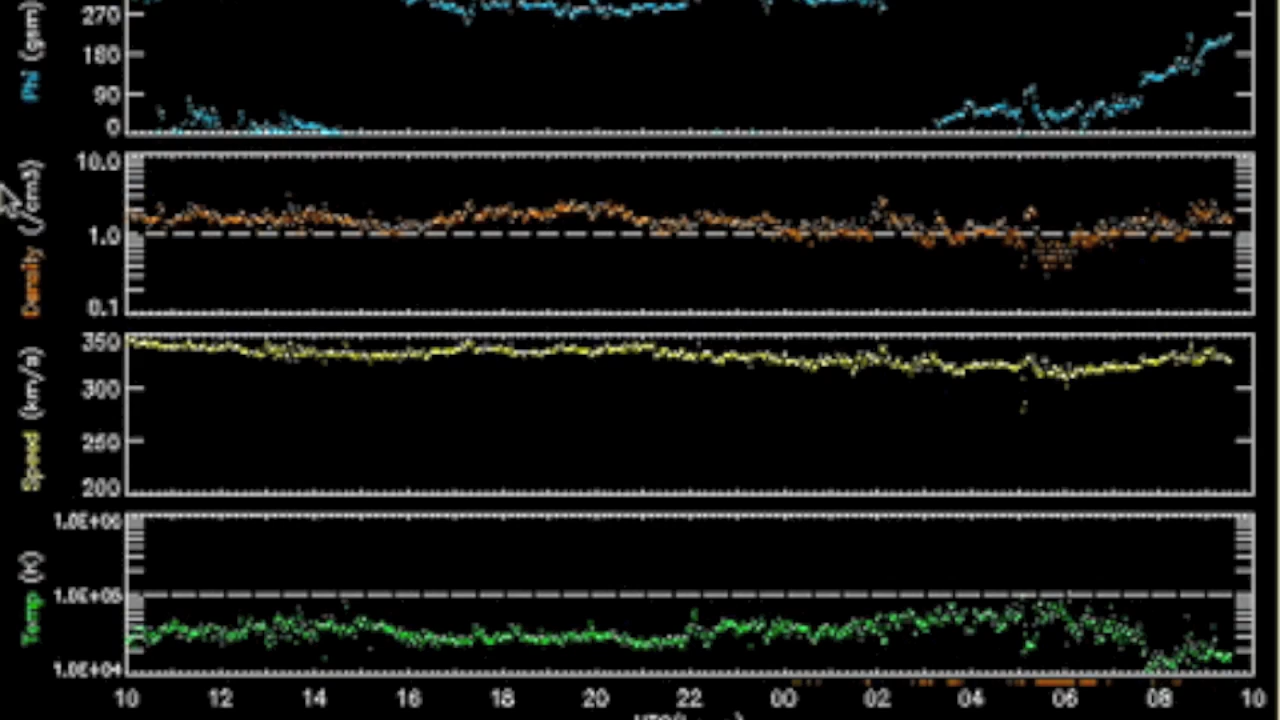 Phi (gsm)
270
180
90
0
Density (/cm3)
10.0
1.0
0.1
Speed (km/s)
350
300
250
200
Temp (K)
1.0E+06
1.0E+05
1.0E+04
10 12 14 16 18 20 22 00 02 04 06 08 10